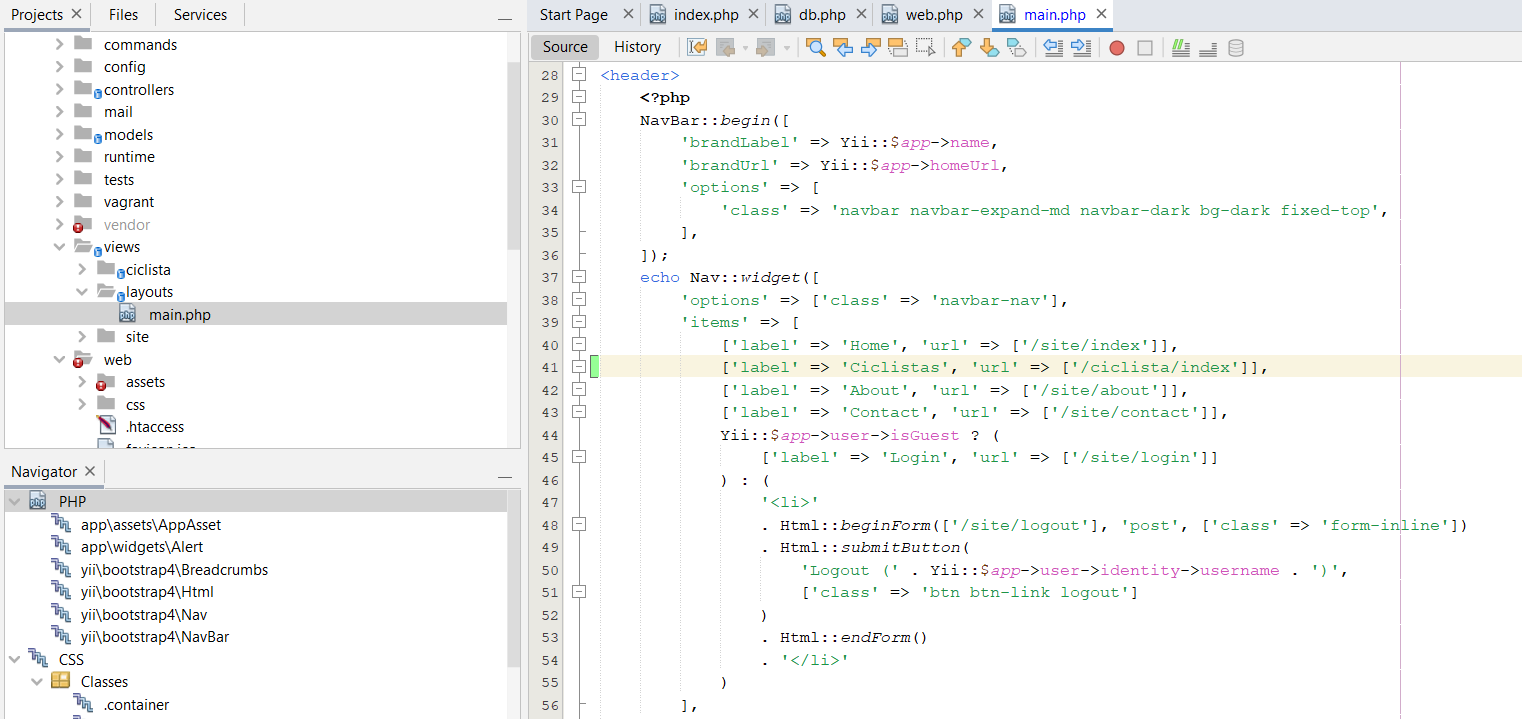 Projects
Files
Services
commands
config
controllers
mail
models
runtime
tests
vagrant
vendor
views
ciclista
layouts
main.php
site
web
assets
css
.htaccess
Navigator
PHP
app\assets\AppAsset
app\widgets\Alert
yii\bootstrap4\Breadcrumbs
yii\bootstrap4\Html
yii\bootstrap4\Nav
yii\bootstrap4\NavBar
CSS
Classes
.container
Start Page
index.php
db.php
web.php
main.php
Source History
28 <header>
29 <?php
30 NavBar::begin([
31 'brandLabel' => Yii::$app->name,
32 'brandUrl' => Yii::$app->homeUrl,
33 'options' => [
34 'class' => 'navbar navbar-expand-md navbar-dark bg-dark fixed-top',
35 ],
36 ]);
37 echo Nav::widget([
38 'options' => ['class' => 'navbar-nav'],
39 'items' => [
40 ['label' => 'Home', 'url' => ['/site/index']],
41 ['label' => 'Ciclistas', 'url' => ['/ciclista/index']],
42 ['label' => 'About', 'url' => ['/site/about']],
43 ['label' => 'Contact', 'url' => ['/site/contact']],
44 Yii::$app->user->isGuest ? (
45 ['label' => 'Login', 'url' => ['/site/login']]
46 ) : (
47 '<li>'
48 . Html::beginForm(['/site/logout'], 'post', ['class' => 'form-inline'])
49 . Html::submitButton(
50 'Logout (' . Yii::$app->user->identity->username . ')',
51 ['class' => 'btn btn-link logout']
52 )
53 . Html::endForm()
54 . '</li>'
55 )
56 ],